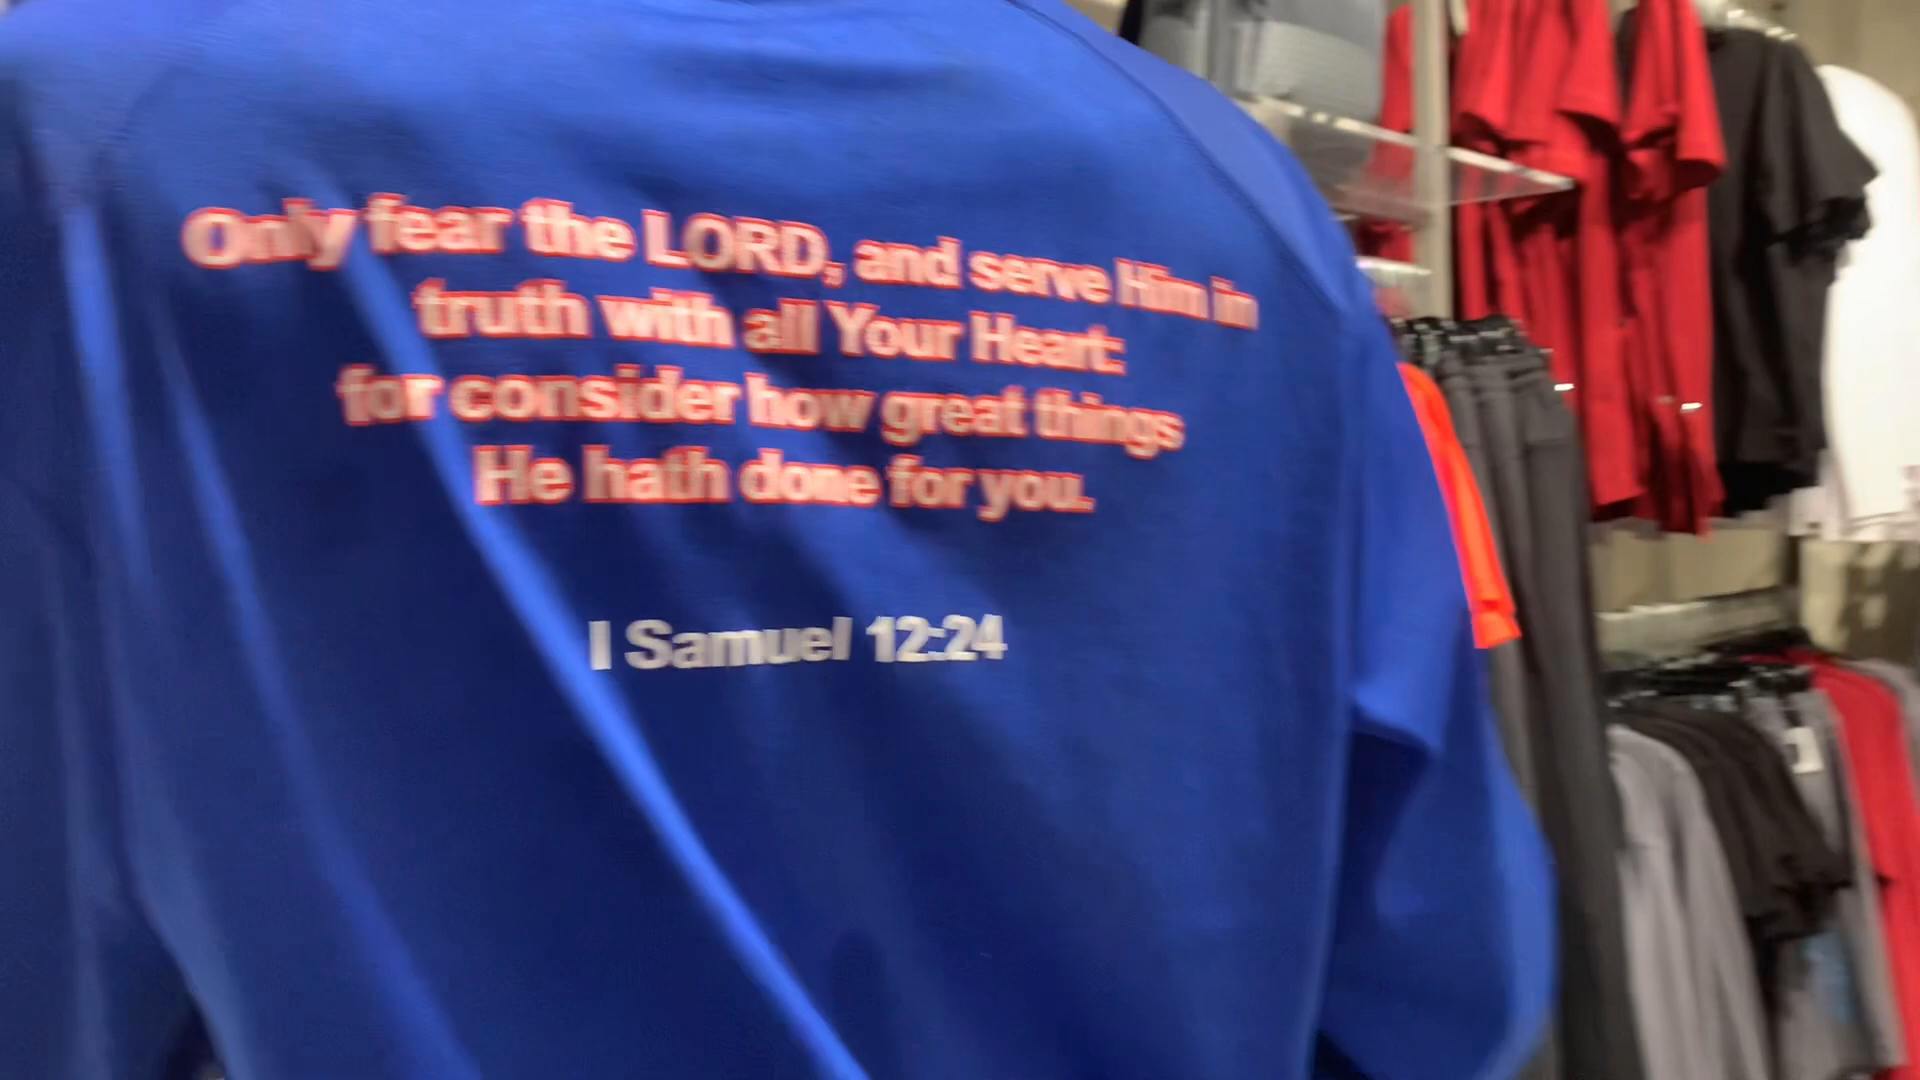 Only fear the LORD, and serve Him in
truth with all Your Heart:
for consider how great things
He hath done for you.
I Samuel 12:24